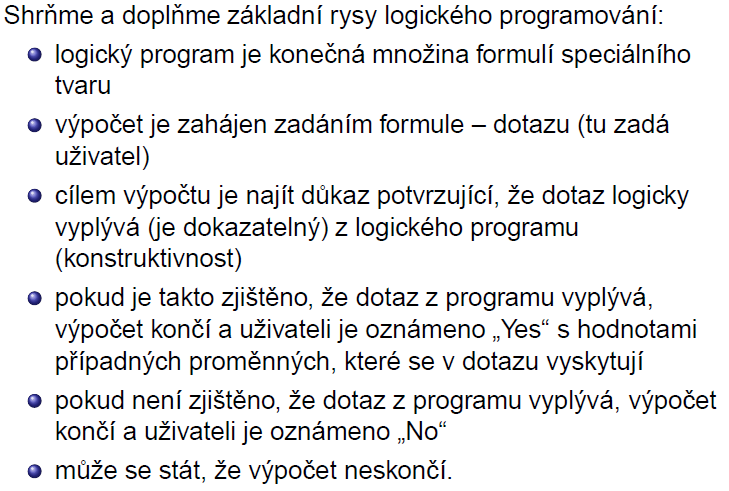 Shrňme a doplňme základní rysy logického programování:
logický program je konečná množina formulí speciálního
tvaru
výpočet je zahájen zadáním formule – dotazu (tu zadá
uživatel)
cílem výpočtu je najít důkaz potvrzující, že dotaz logicky
vyplývá (je dokazatelný) z logického programu
(konstruktivnost)
pokud je takto zjištěno, že dotaz z programu vyplývá,
výpočet končí a uživateli je oznámeno „Yes“ s hodnotami
případných proměnných, které se v dotazu vyskytují
pokud není zjištěno, že dotaz z programu vyplývá, výpočet
končí a uživateli je oznámeno „No“
může se stát, že výpočet neskončí.